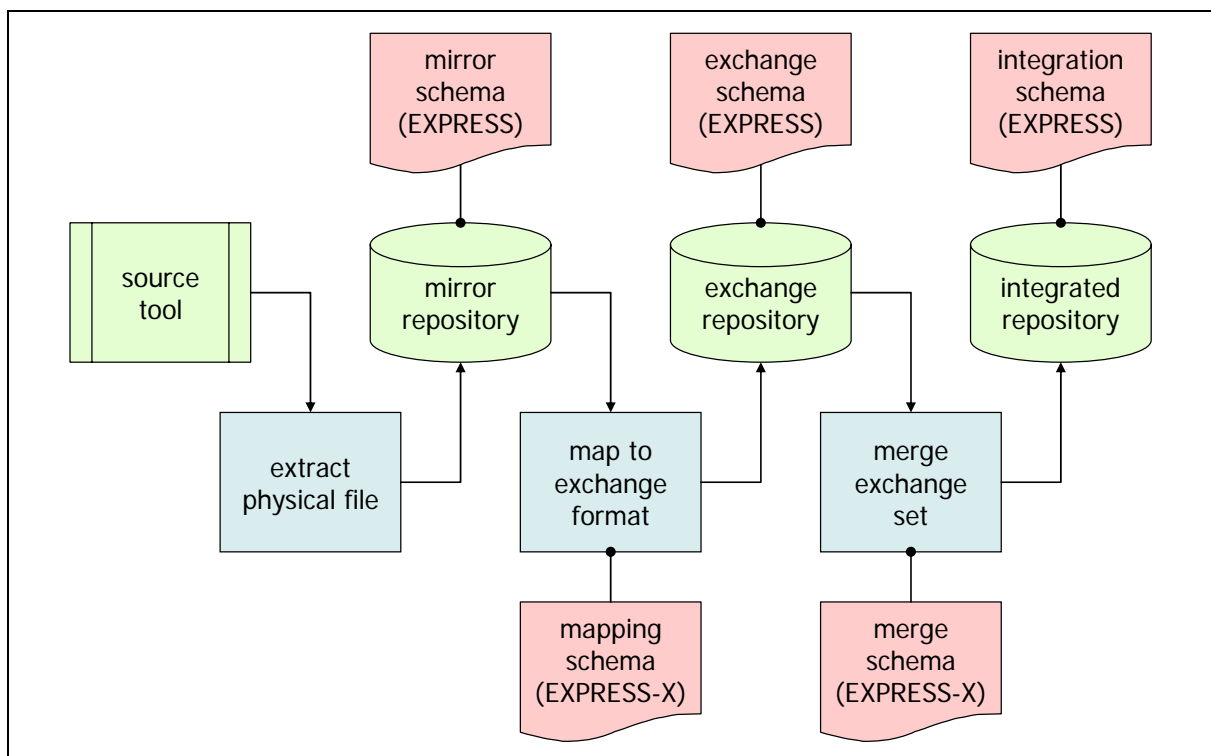 mirror
schema
(EXPRESS)
exchange
schema
(EXPRESS)
integration
schema
(EXPRESS)
source
tool
mirror
repository
exchange
repository
integrated
repository
extract
physical file
map to
exchange
format
merge
exchange
set
mapping
schema
(EXPRESS-X)
merge
schema
(EXPRESS-X)